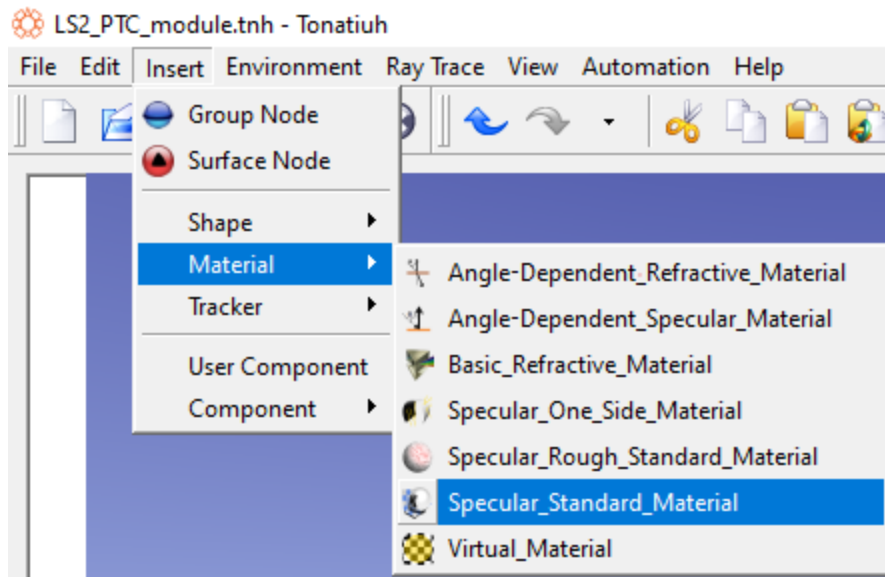 LS2_PTC_module.tnh - Tonatiuh
File Edit Insert Environment Ray Trace View Automation Help
Group Node
Surface Node
Shape
Material
Tracker
User Component
Component
Angle-Dependent_Refractive_Material
Angle-Dependent_Specular_Material
Basic_Refractive_Material
Specular_One_Side_Material
Specular_Rough_Standard_Material
Specular_Standard_Material
Virtual_Material